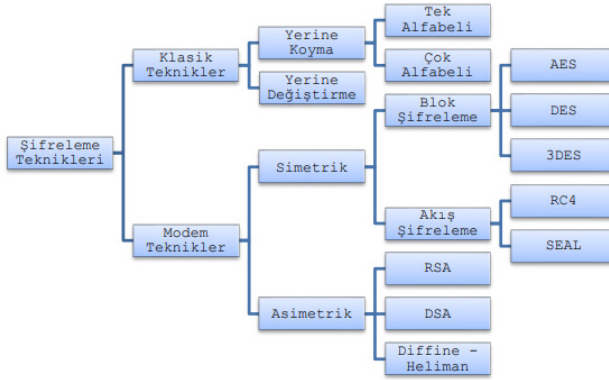 Şifreleme
Teknikleri
Klasik
Teknikler
Yerine
Koyma
Tek
Alfabeli
Çok
Alfabeli
Yerine
Değiştirme
Modem
Teknikler
Simetrik
Blok
Şifreleme
AES
DES
3DES
Akış
Şifreleme
RC4
SEAL
Asimetrik
RSA
DSA
Diffine -
Heliman